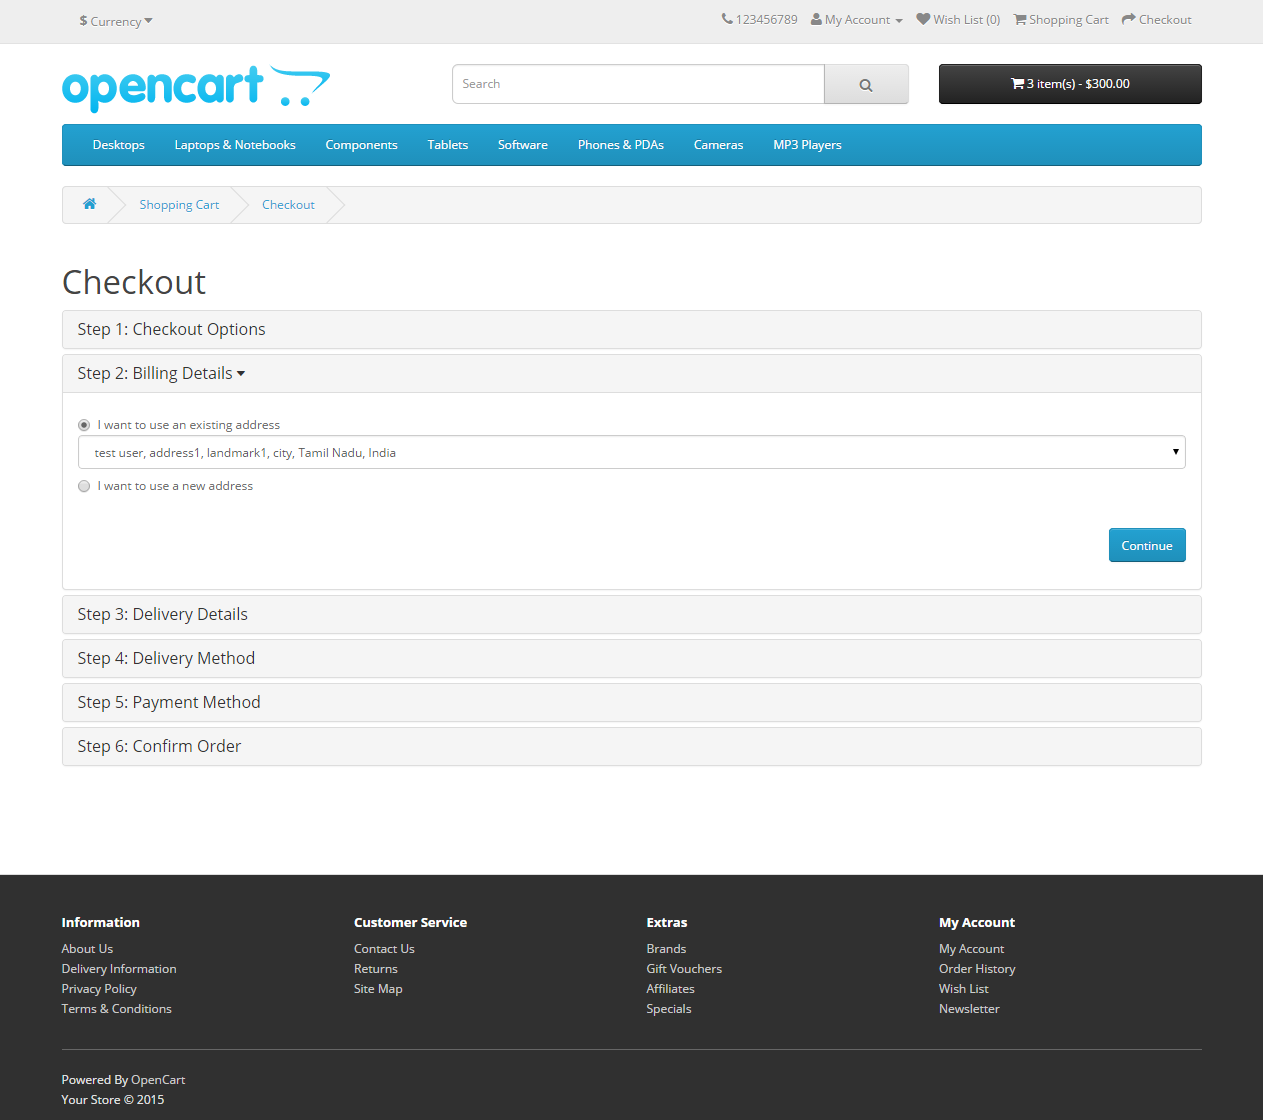 $ Currency
123456789 My Account Wish List (0) Shopping Cart Checkout
opencart
Search
3 item(s) - $300.00
Desktops Laptops & Notebooks Components Tablets Software Phones & PDAs Cameras MP3 Players
Shopping Cart Checkout
Checkout
Step 1: Checkout Options
Step 2: Billing Details
I want to use an existing address
test user, address1, landmark1, city, Tamil Nadu, India
I want to use a new address
Continue
Step 3: Delivery Details
Step 4: Delivery Method
Step 5: Payment Method
Step 6: Confirm Order
Information
About Us
Delivery Information
Privacy Policy
Terms & Conditions
Customer Service
Contact Us
Returns
Site Map
Extras
Brands
Gift Vouchers
Affiliates
Specials
My Account
My Account
Order History
Wish List
Newsletter
Powered By OpenCart
Your Store © 2015